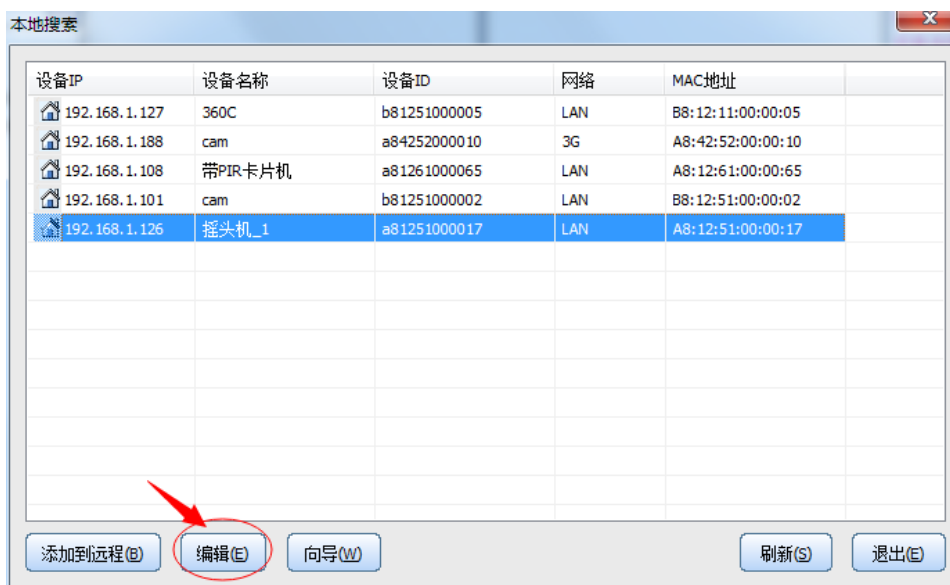 本地搜索
设备IP 设备名称 设备ID 网络 MAC地址
192.168.1.127 360C b81251000005 LAN B8:12:11:00:00:05
192.168.1.188 cam a84252000010 3G A8:42:52:00:00:10
192.168.1.108 带PIR卡片机 a81261000065 LAN A8:12:61:00:00:65
192.168.1.101 cam b81251000002 LAN B8:12:51:00:00:02
192.168.1.126 摇头机_1 a81251000017 LAN A8:12:51:00:00:17
添加到远程(B) 编辑(E) 向导(W) 刷新(S) 退出(E)